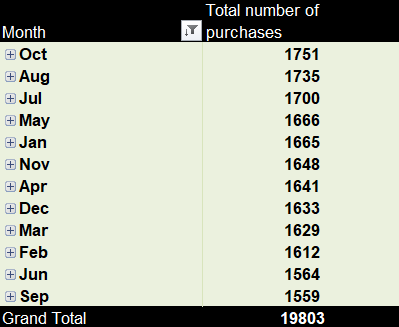 Total number of
Month purchases
Oct 1751
Aug 1735
Jul 1700
May 1666
Jan 1665
Nov 1648
Apr 1641
Dec 1633
Mar 1629
Feb 1612
Jun 1564
Sep 1559
Grand Total 19803